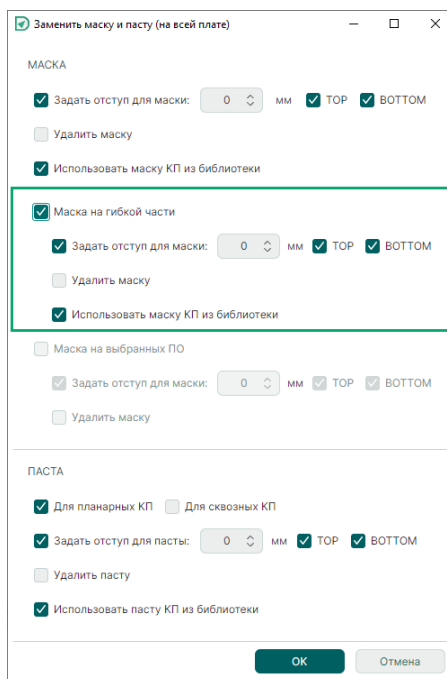 Заменить маску и пасту (на всей плате)
МАСКА
Задать отступ для маски: 0 мм TOP BOTTOM
Удалить маску
Использовать маску КП из библиотеки
Маска на гибкой части
Задать отступ для маски: 0 мм TOP BOTTOM
Удалить маску
Использовать маску КП из библиотеки
Маска на выбранных ПО
Задать отступ для маски: 0 мм TOP BOTTOM
Удалить маску
ПАСТА
Для планарных КП Для сквозных КП
Задать отступ для пасты: 0 мм TOP BOTTOM
Удалить пасту
Использовать пасту КП из библиотеки
ОК Отмена